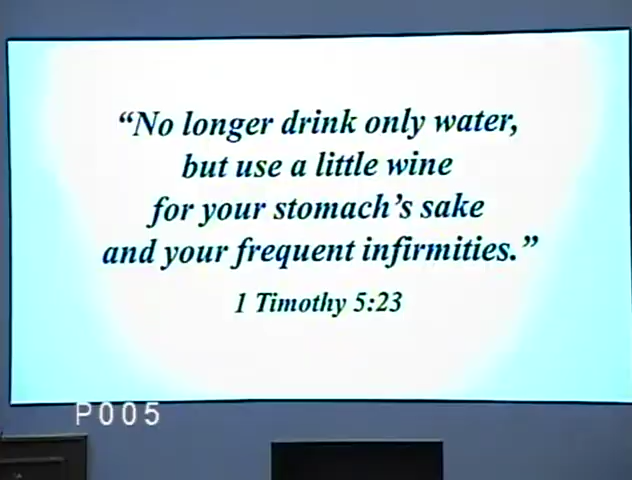 “No longer drink only water,
but use a little wine
for your stomach’s sake
and your frequent infirmities.”
1 Timothy 5:23
P005